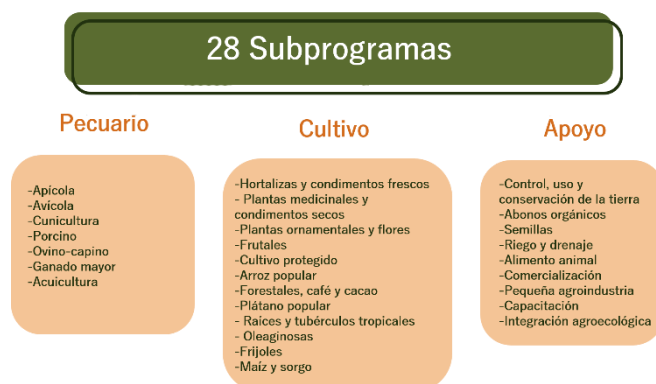 28 Subprogramas
Pecuario
-Apícola
-Avícola
-Cunicultura
-Porcino
-Ovino-capino
-Ganado mayor
-Acuicultura
Cultivo
-Hortalizas y condimentos frescos
- Plantas medicinales y
condimentos secos
-Plantas ornamentales y flores
-Frutales
-Cultivo protegido
-Arroz popular
-Forestales, café y cacao
-Plátano popular
- Raíces y tubérculos tropicales
- Oleaginosas
-Frijoles
-Maíz y sorgo
Apoyo
-Control, uso y
conservación de la tierra
-Abonos orgánicos
-Semillas
-Riego y drenaje
-Alimento animal
-Comercialización
-Pequeña agroindustria
-Capacitación
-Integración agroecológica